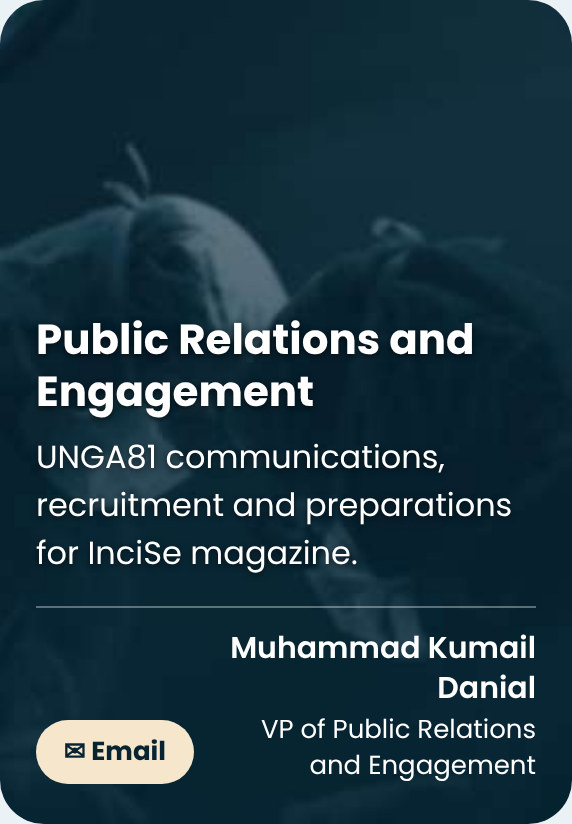 Public Relations and
Engagement
UNGA81 communications,
recruitment and preparations
for InciSe magazine.
Muhammad Kumail
Danial
VP of Public Relations
and Engagement
✉ Email